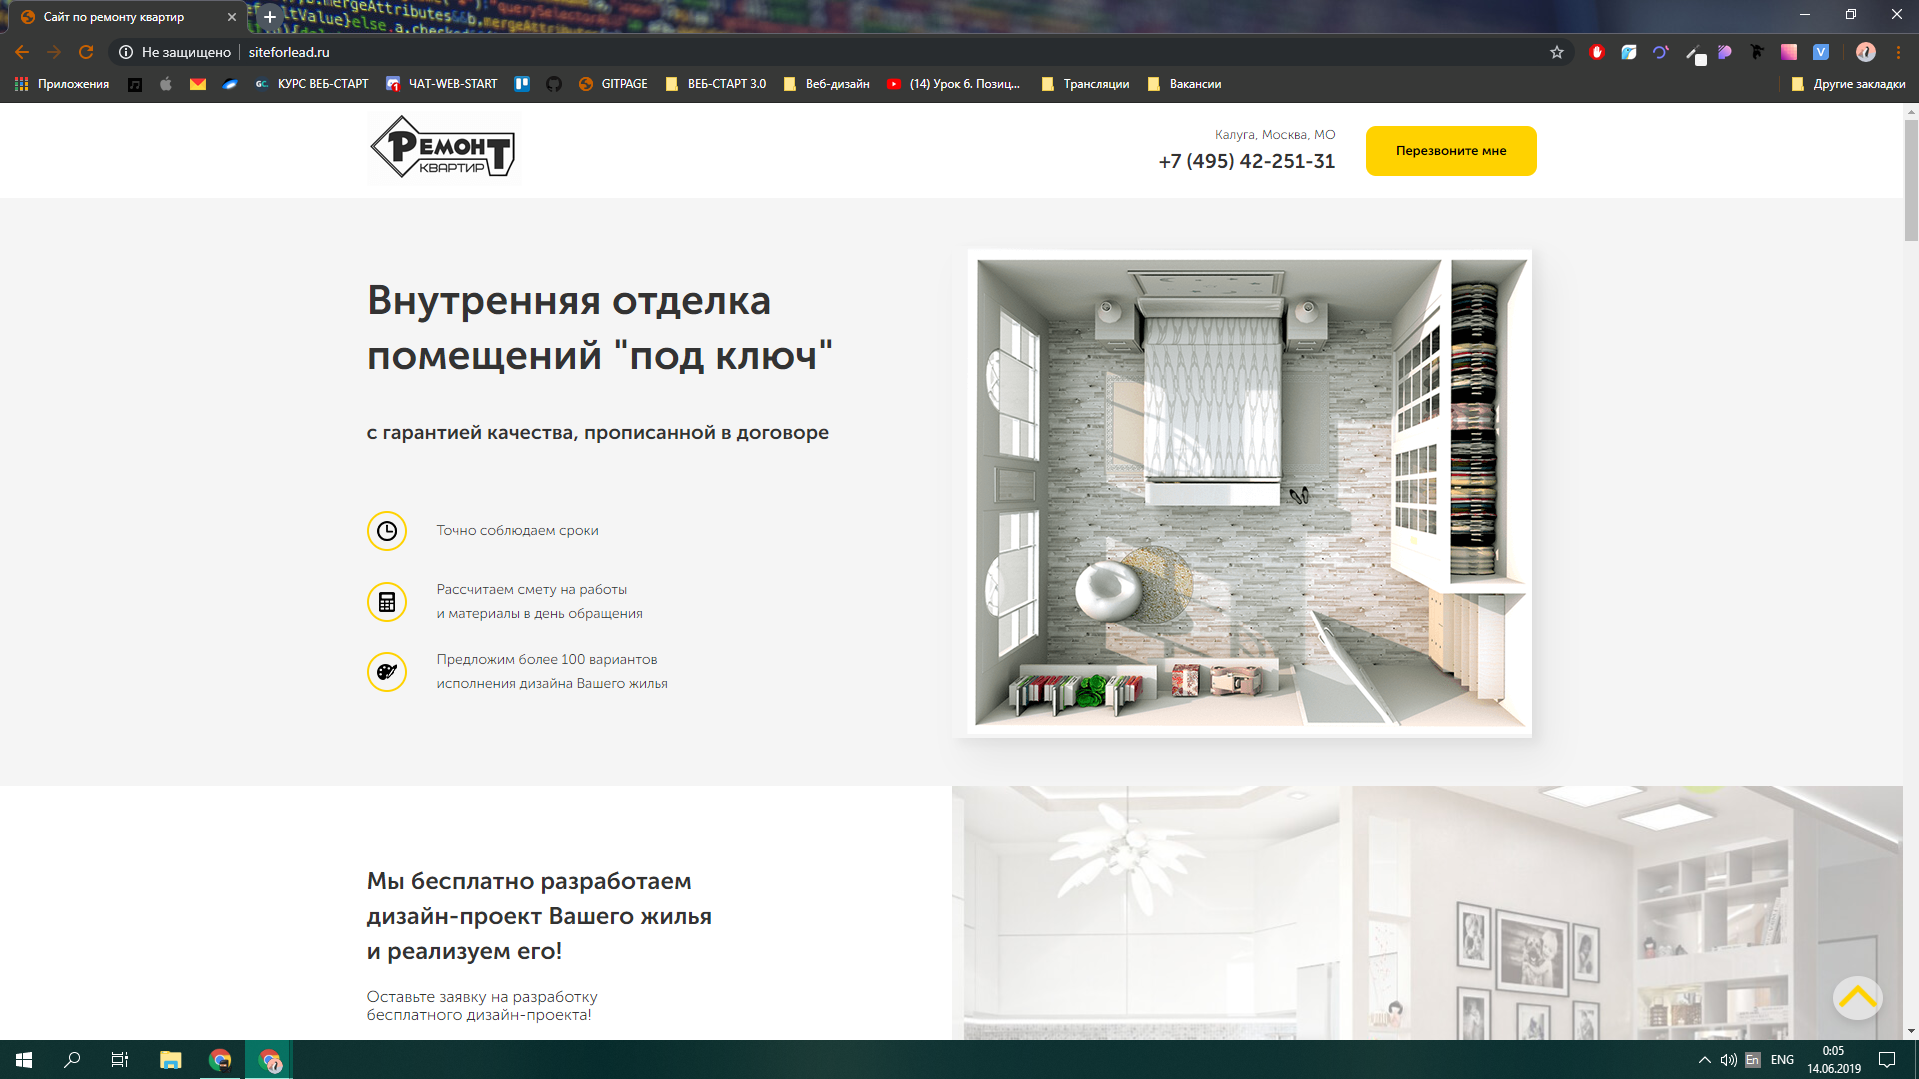 .mergeAttributes&&b.mergeAttributes
Сайт по ремонту квартир
Не защищено
siteforlead.ru
Приложения
GC.
КУРС ВЕБ-СТАРТ
ЧАТ-WEB-START
GITPAGE
ВЕБ-СТАРТ 3.0
Веб-дизайн
(14) Урок 6. Позиц...
Трансляции
Вакансии
Другие закладки
РЕМОНТ
КВАРТИР
Калуга, Москва, МО
+7 (495) 42-251-31
Перезвоните мне
Внутренняя отделка
помещений "под ключ"
с гарантией качества, прописанной в договоре
Точно соблюдаем сроки
Рассчитаем смету на работы
и материалы в день обращения
Предложим более 100 вариантов
исполнения дизайна Вашего жилья
Мы бесплатно разработаем
дизайн-проект Вашего жилья
и реализуем его!
Оставьте заявку на разработку
бесплатного дизайн-проекта!
En
ENG
0:05
14.06.2019